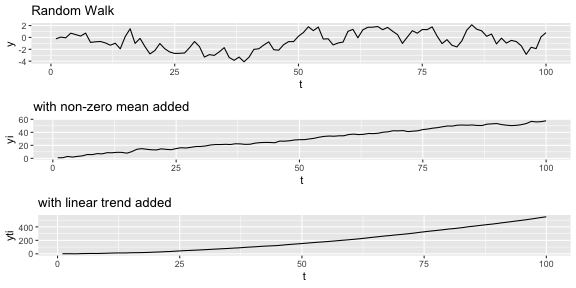 Random Walk
y
2
0
-2
-4
0 25 50 75 100
t
with non-zero mean added
yi
60
40
20
0
0 25 50 75 100
t
with linear trend added
yti
400
200
0
0 25 50 75 100
t